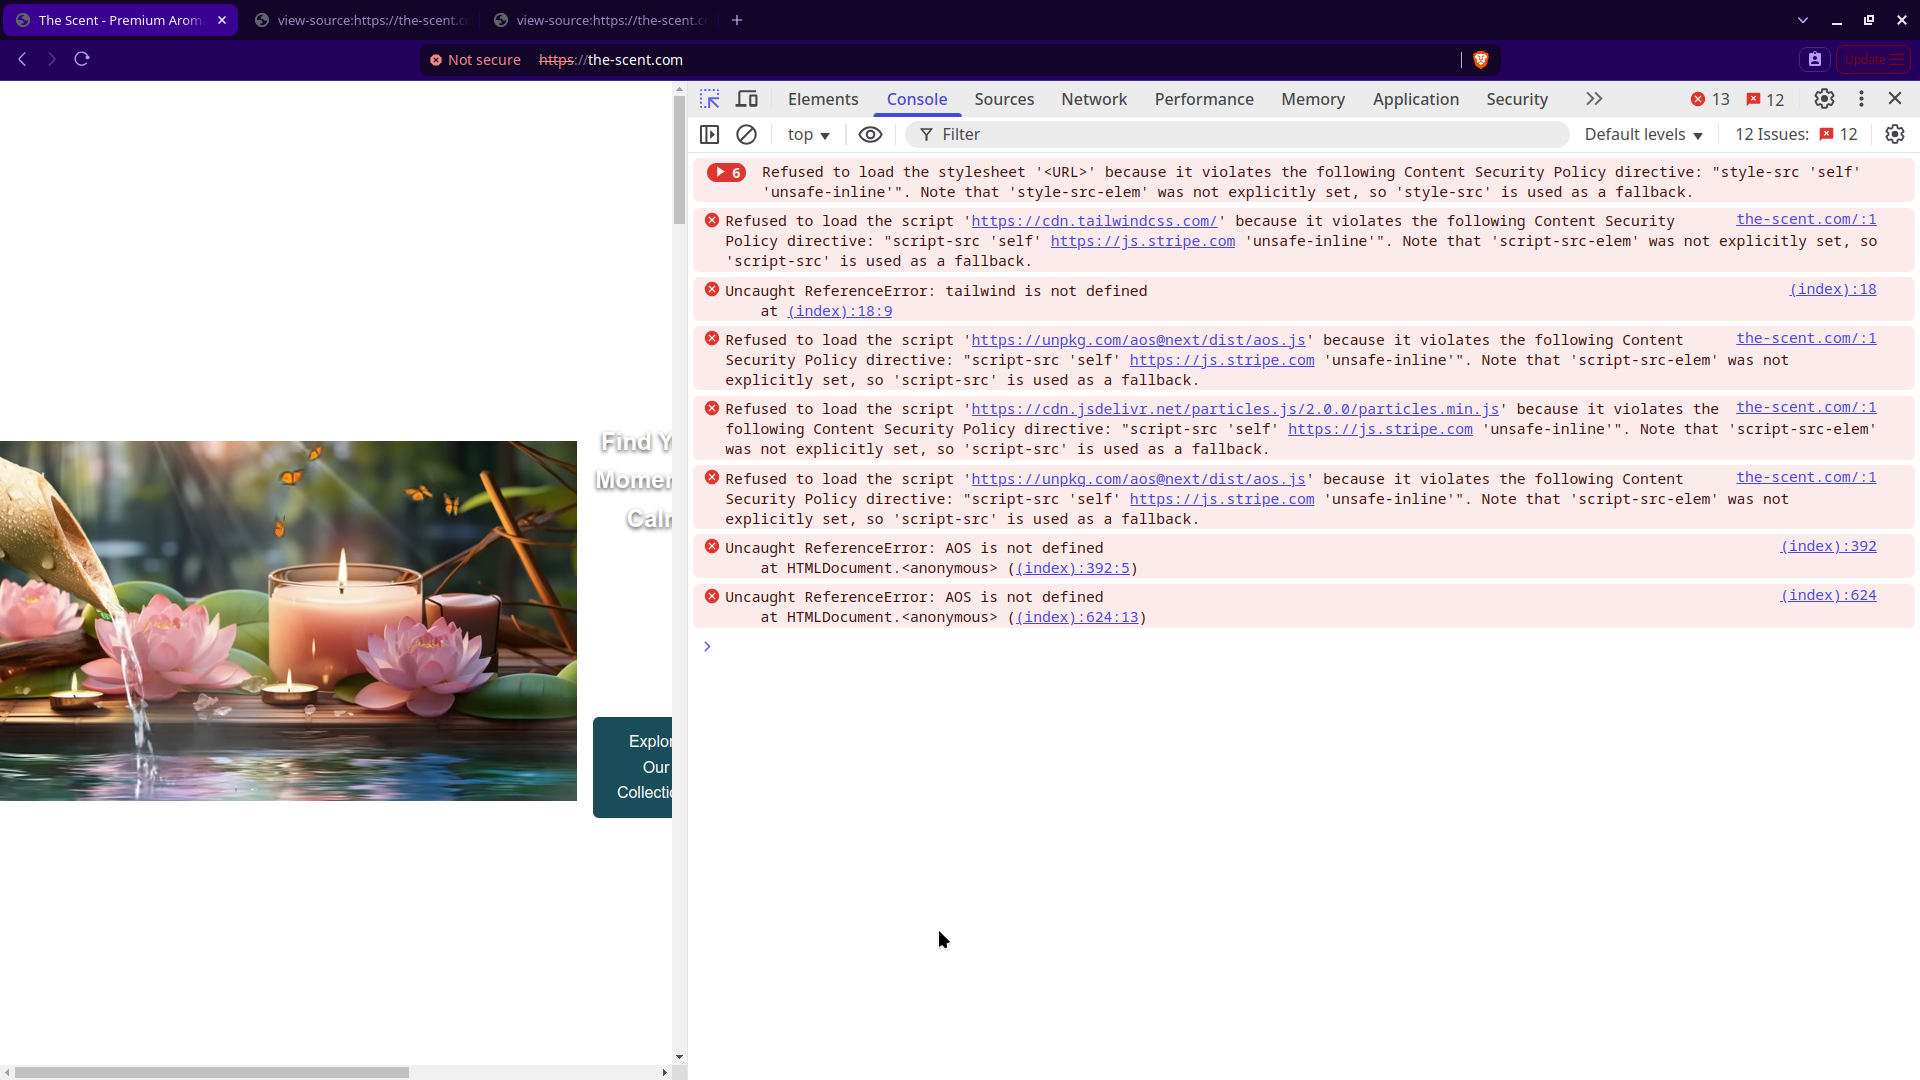 The Scent - Premium Arom
view-source:https://the-scent.c
view-source:https://the-scent.c
Not secure https://the-scent.com
Update
Elements Console Sources Network Performance Memory Application Security 13 12
top Filter Default levels 12 Issues: 12
6 Refused to load the stylesheet '<URL>' because it violates the following Content Security Policy directive: "style-src 'self'
'unsafe-inline'". Note that 'style-src-elem' was not explicitly set, so 'style-src' is used as a fallback.
Refused to load the script 'https://cdn.tailwindcss.com/' because it violates the following Content Security the-scent.com/:1
Policy directive: "script-src 'self' https://js.stripe.com 'unsafe-inline'". Note that 'script-src-elem' was not explicitly set, so
'script-src' is used as a fallback.
Uncaught ReferenceError: tailwind is not defined (index):18
at (index):18:9
Refused to load the script 'https://unpkg.com/aos@next/dist/aos.js' because it violates the following Content the-scent.com/:1
Security Policy directive: "script-src 'self' https://js.stripe.com 'unsafe-inline'". Note that 'script-src-elem' was not
explicitly set, so 'script-src' is used as a fallback.
Refused to load the script 'https://cdn.jsdelivr.net/particles.js/2.0.0/particles.min.js' because it violates the the-scent.com/:1
following Content Security Policy directive: "script-src 'self' https://js.stripe.com 'unsafe-inline'". Note that 'script-src-elem'
was not explicitly set, so 'script-src' is used as a fallback.
Refused to load the script 'https://unpkg.com/aos@next/dist/aos.js' because it violates the following Content the-scent.com/:1
Security Policy directive: "script-src 'self' https://js.stripe.com 'unsafe-inline'". Note that 'script-src-elem' was not
explicitly set, so 'script-src' is used as a fallback.
Uncaught ReferenceError: AOS is not defined (index):392
at HTMLDocument.<anonymous> ((index):392:5)
Uncaught ReferenceError: AOS is not defined (index):624
at HTMLDocument.<anonymous> ((index):624:13)
Find Y
Momen
Calm
Explor
Our
Collectio